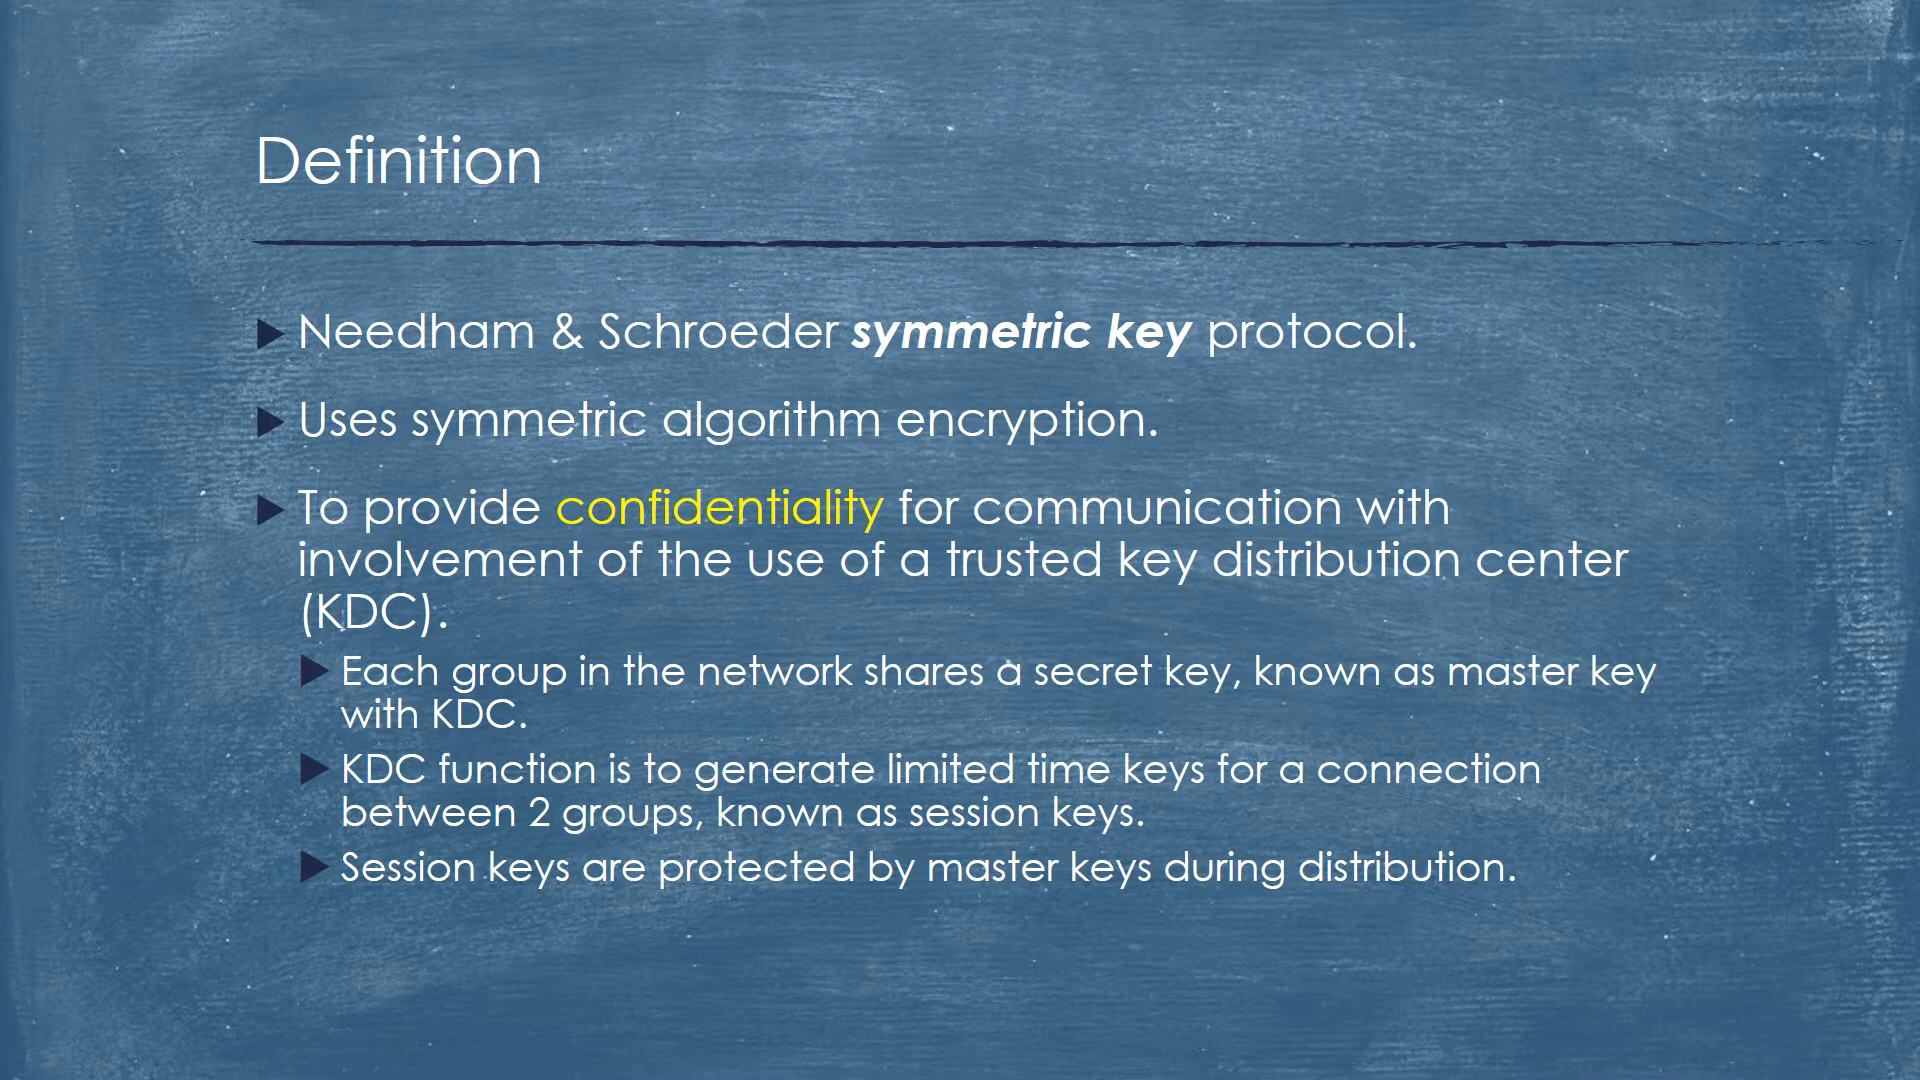 Definition
Needham & Schroeder symmetric key protocol.
Uses symmetric algorithm encryption.
To provide confidentiality for communication with
involvement of the use of a trusted key distribution center
(KDC).
Each group in the network shares a secret key, known as master key
with KDC.
KDC function is to generate limited time keys for a connection
between 2 groups, known as session keys.
Session keys are protected by master keys during distribution.